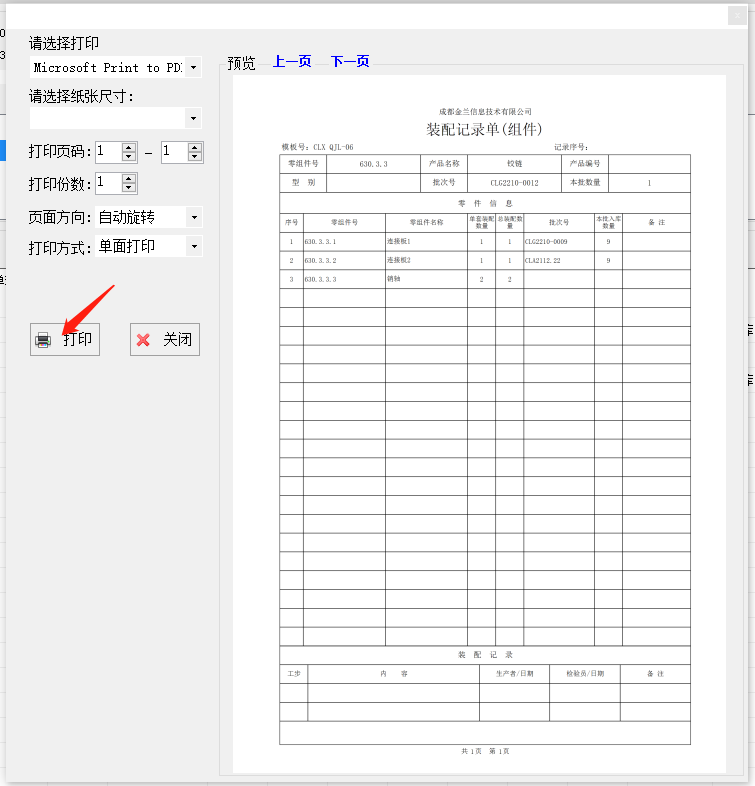 请选择打印
Microsoft Print to PD
请选择纸张尺寸:
打印页码: 1 — 1
打印份数: 1
页面方向: 自动旋转
打印方式: 单面打印
打印 关闭
预览 上一页 下一页
成都金兰信息技术有限公司
装配记录单(组件)
模板号: CLX QJL-06 记录序号:
零组件号 630.3.3 产品名称 铰链 产品编号
型 别 批次号 CLG2210-0012 本批数量 1
零 件 信 息
序号 零组件号 零组件名称 单套装配数量 总装配数量 批次号 本批入库数量 备 注
1 630.3.3.1 连接板1 1 1 CLG2210-0009 9
2 630.3.3.2 连接板2 1 1 CLA2112.22 9
3 630.3.3.3 销轴 2 2
装 配 记 录
工步 内 容 生产者/日期 检验员/日期 备 注
共 1页 第 1页
库
库